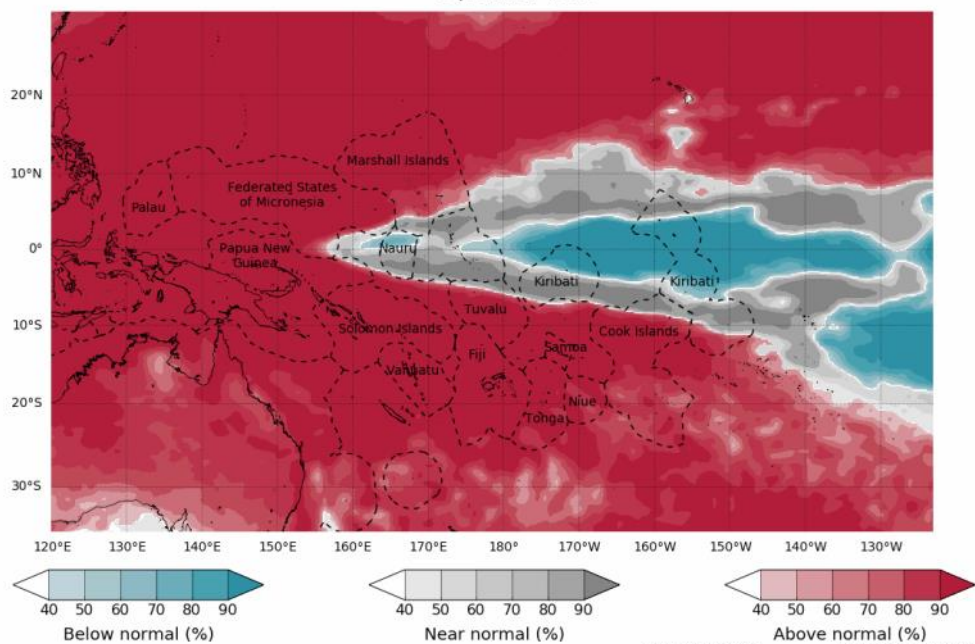 20°N
Marshall Islands
10°N
Federated States
of Micronesia
Palau
0°
Papua New
Guinea
Nauru
Kiribati
Kiribati
Tuvalu
10°S
Solomon Islands
Cook Islands
Fiji
Samoa
Vanuatu
20°S
Niue
Tonga
30°S
120°E 130°E 140°E 150°E 160°E 170°E 180° 170°W 160°W 150°W 140°W 130°W
40 50 60 70 80 90
Below normal (%)
40 50 60 70 80 90
Near normal (%)
40 50 60 70 80 90
Above normal (%)